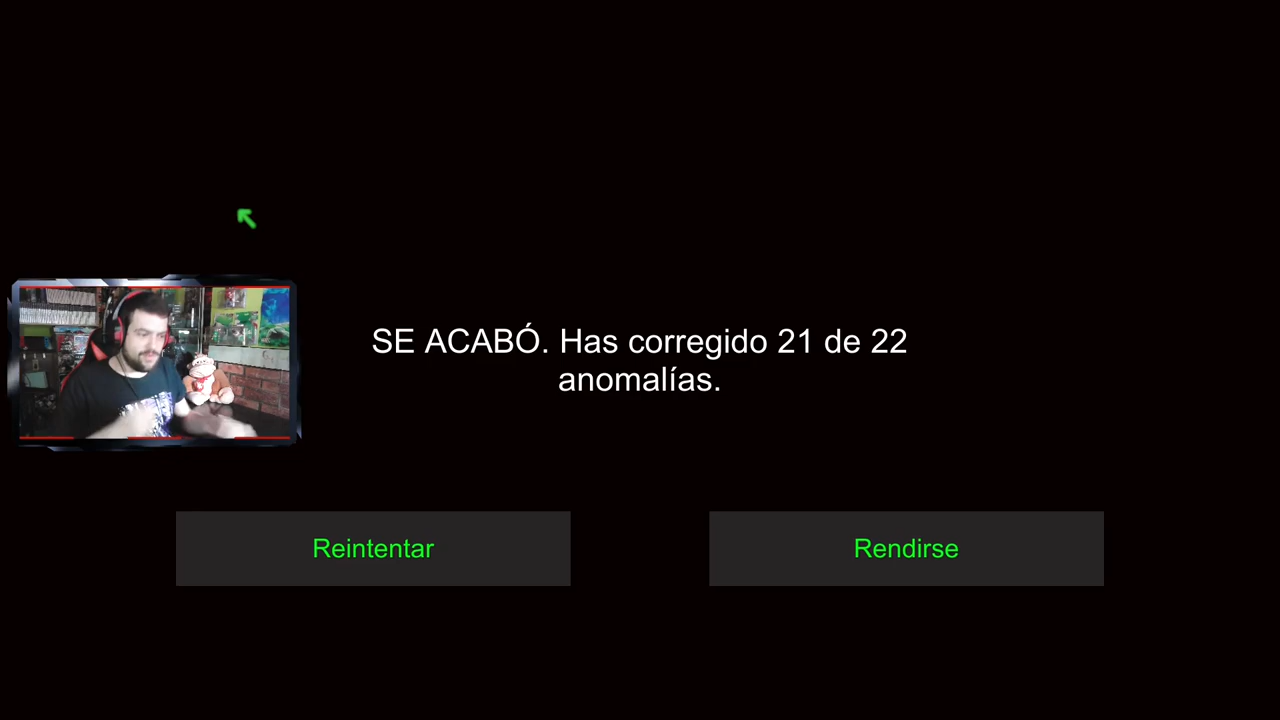 SE ACABÓ. Has corregido 21 de 22
anomalías.
Reintentar
Rendirse